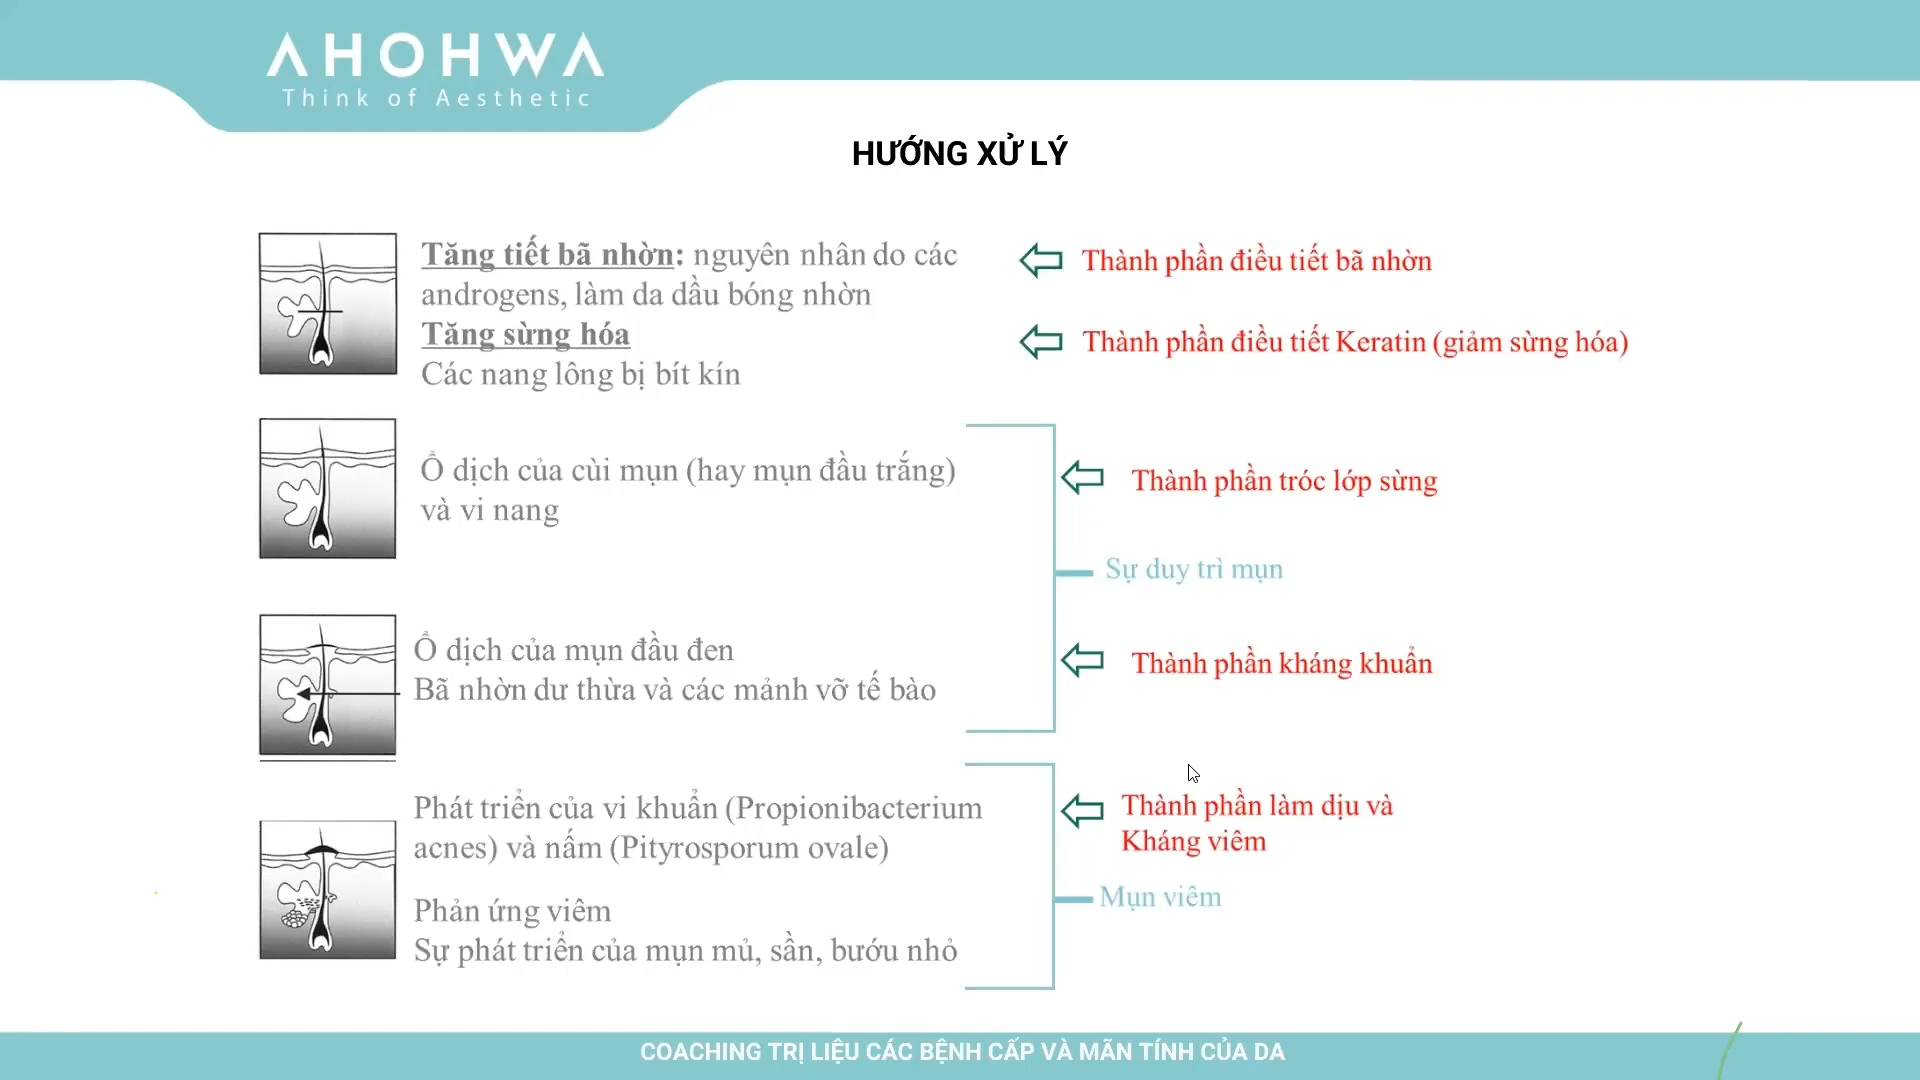 AHOHWA
Think of Aesthetic
HƯỚNG XỬ LÝ
Tăng tiết bã nhờn: nguyên nhân do các
androgens, làm da dầu bóng nhờn
Tăng sừng hóa
Các nang lông bị bít kín
Thành phần điều tiết bã nhờn
Thành phần điều tiết Keratin (giảm sừng hóa)
Ổ dịch của cùi mụn (hay mụn đầu trắng)
và vi nang
Thành phần tróc lớp sừng
Sự duy trì mụn
Ổ dịch của mụn đầu đen
Bã nhờn dư thừa và các mảnh vỡ tế bào
Thành phần kháng khuẩn
Phát triển của vi khuẩn (Propionibacterium
acnes) và nấm (Pityrosporum ovale)
Phản ứng viêm
Sự phát triển của mụn mủ, sần, bướu nhỏ
Thành phần làm dịu và
Kháng viêm
Mụn viêm
COACHING TRỊ LIỆU CÁC BỆNH CẤP VÀ MÃN TÍNH CỦA DA